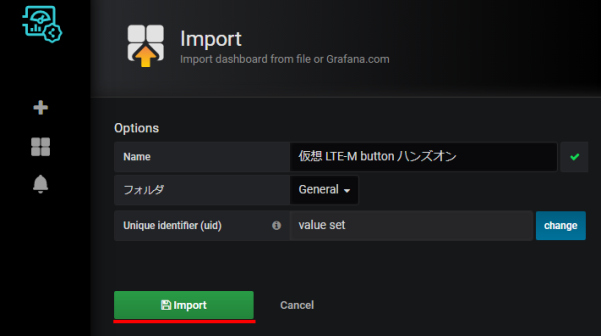 Import
Import dashboard from file or Grafana.com
Options
Name 仮想 LTE-M button ハンズオン
フォルダ General
Unique identifier (uid) value set change
Import Cancel